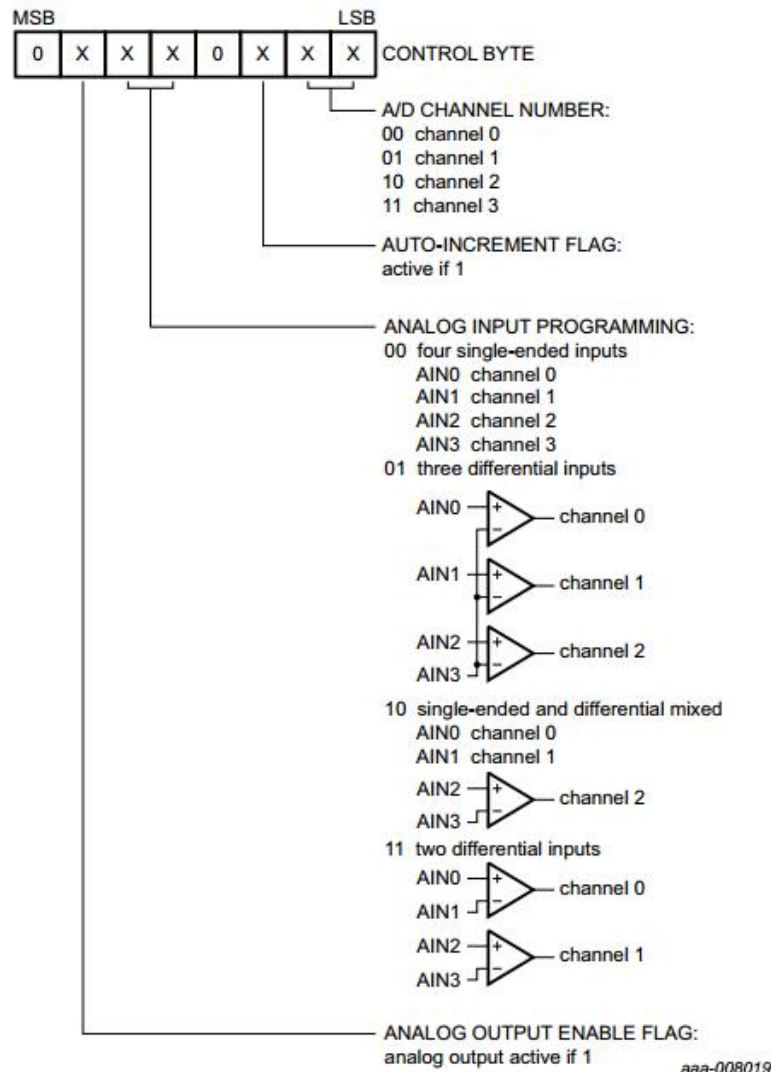 MSB LSB
0 X X X 0 X X X CONTROL BYTE
A/D CHANNEL NUMBER:
00 channel 0
01 channel 1
10 channel 2
11 channel 3
AUTO-INCREMENT FLAG:
active if 1
ANALOG INPUT PROGRAMMING:
00 four single-ended inputs
AIN0 channel 0
AIN1 channel 1
AIN2 channel 2
AIN3 channel 3
01 three differential inputs
AIN0 + − channel 0
AIN1 + − channel 1
AIN2 + − channel 2
AIN3
10 single-ended and differential mixed
AIN0 channel 0
AIN1 channel 1
AIN2 + − channel 2
AIN3
11 two differential inputs
AIN0 + − channel 0
AIN1
AIN2 + − channel 1
AIN3
ANALOG OUTPUT ENABLE FLAG:
analog output active if 1
aaa-008019